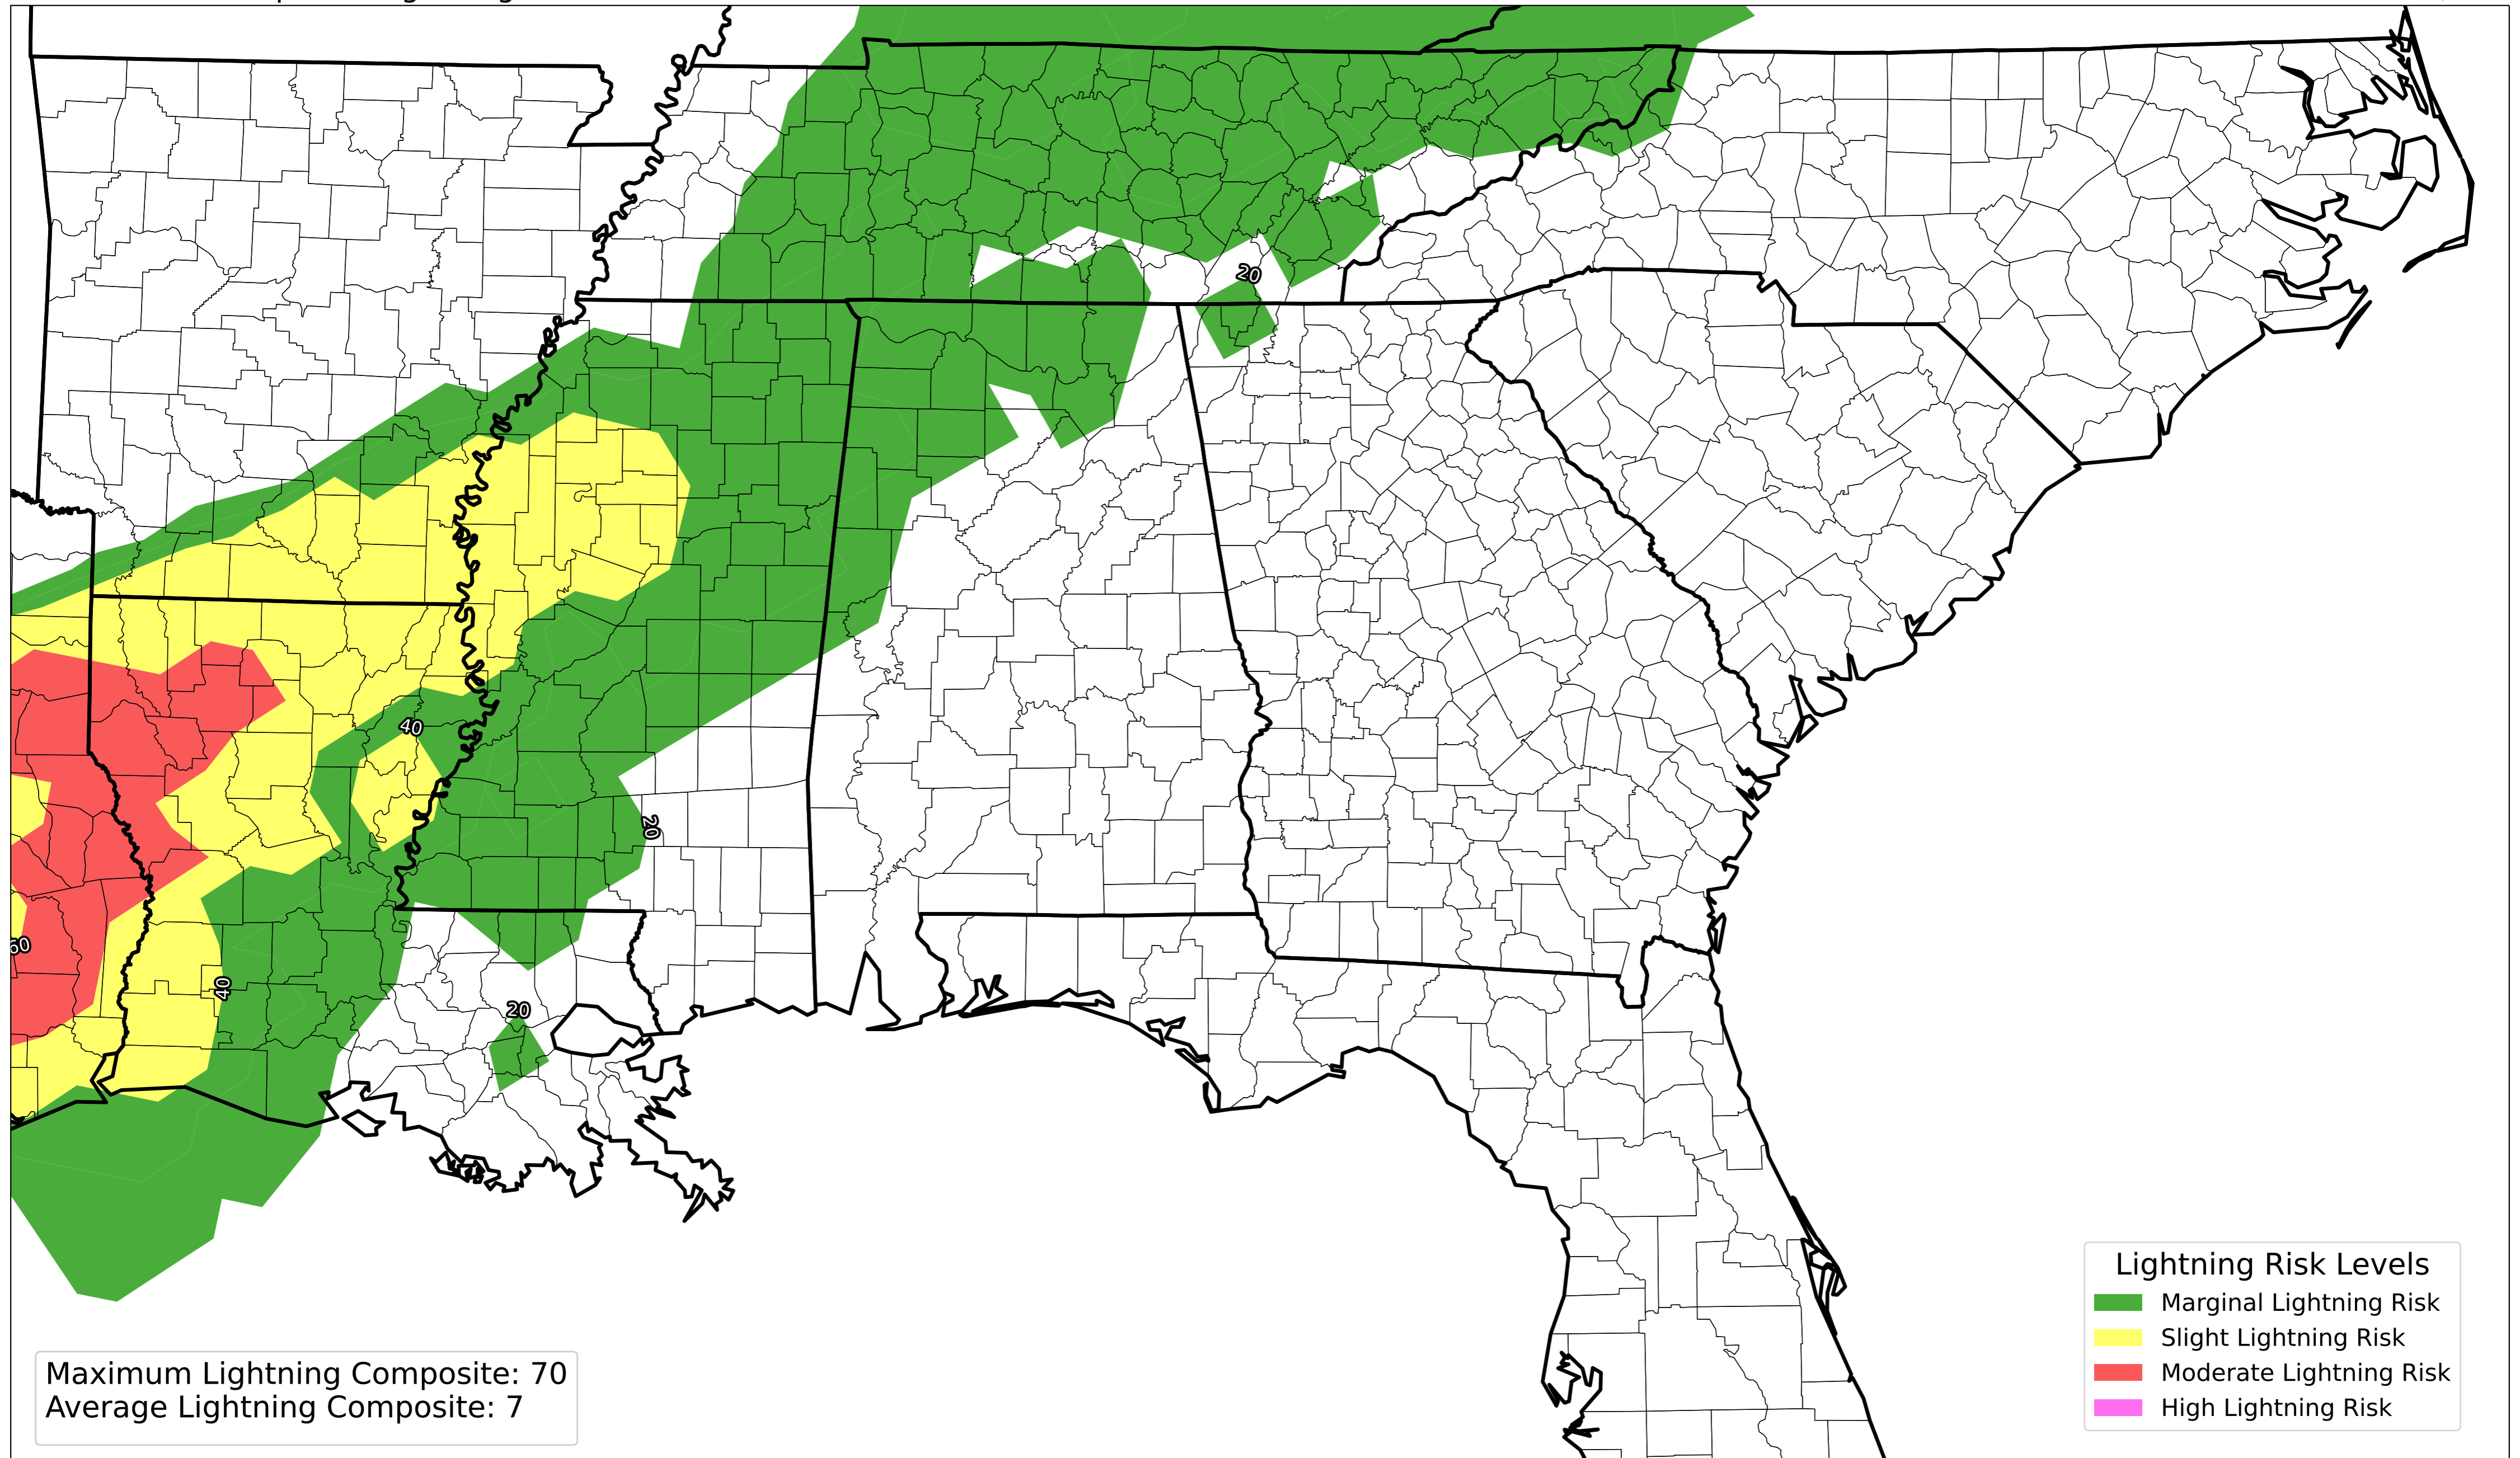 20
40
20
60
40
20
Lightning Risk Levels
Marginal Lightning Risk
Slight Lightning Risk
Moderate Lightning Risk
High Lightning Risk
Maximum Lightning Composite: 70
Average Lightning Composite: 7